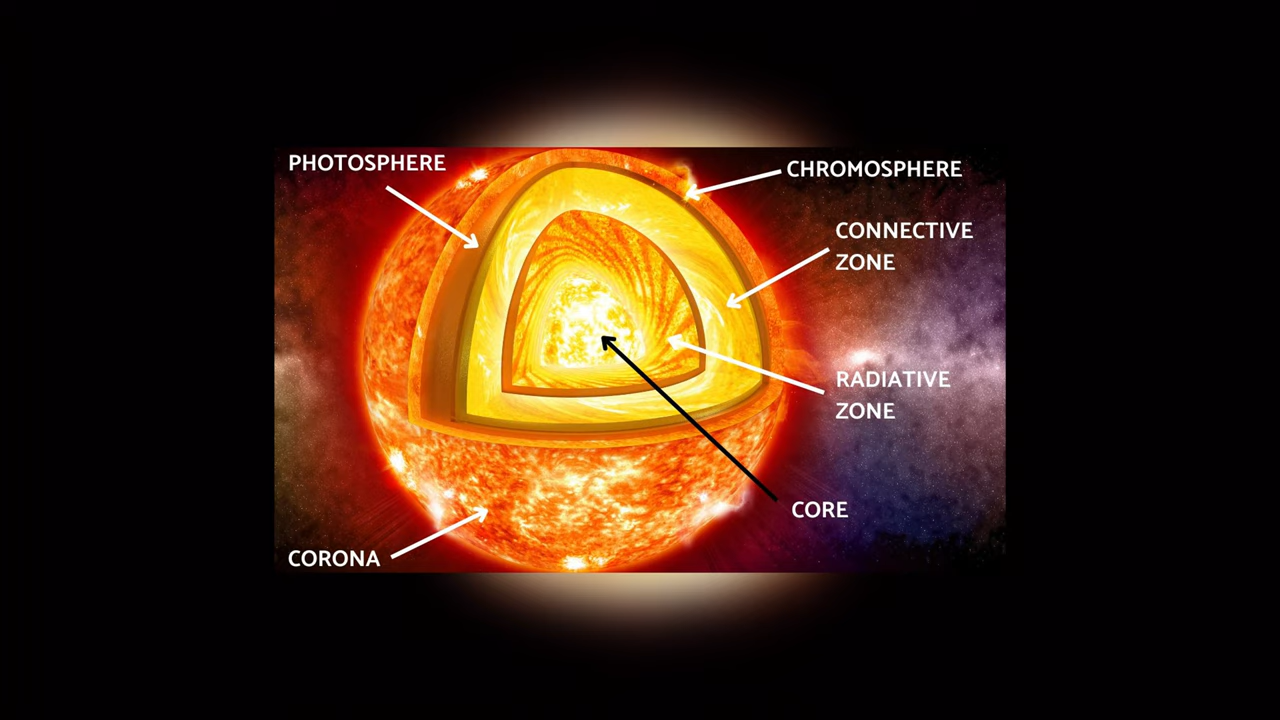 PHOTOSPHERE
CHROMOSPHERE
CONNECTIVE
ZONE
RADIATIVE
ZONE
CORE
CORONA